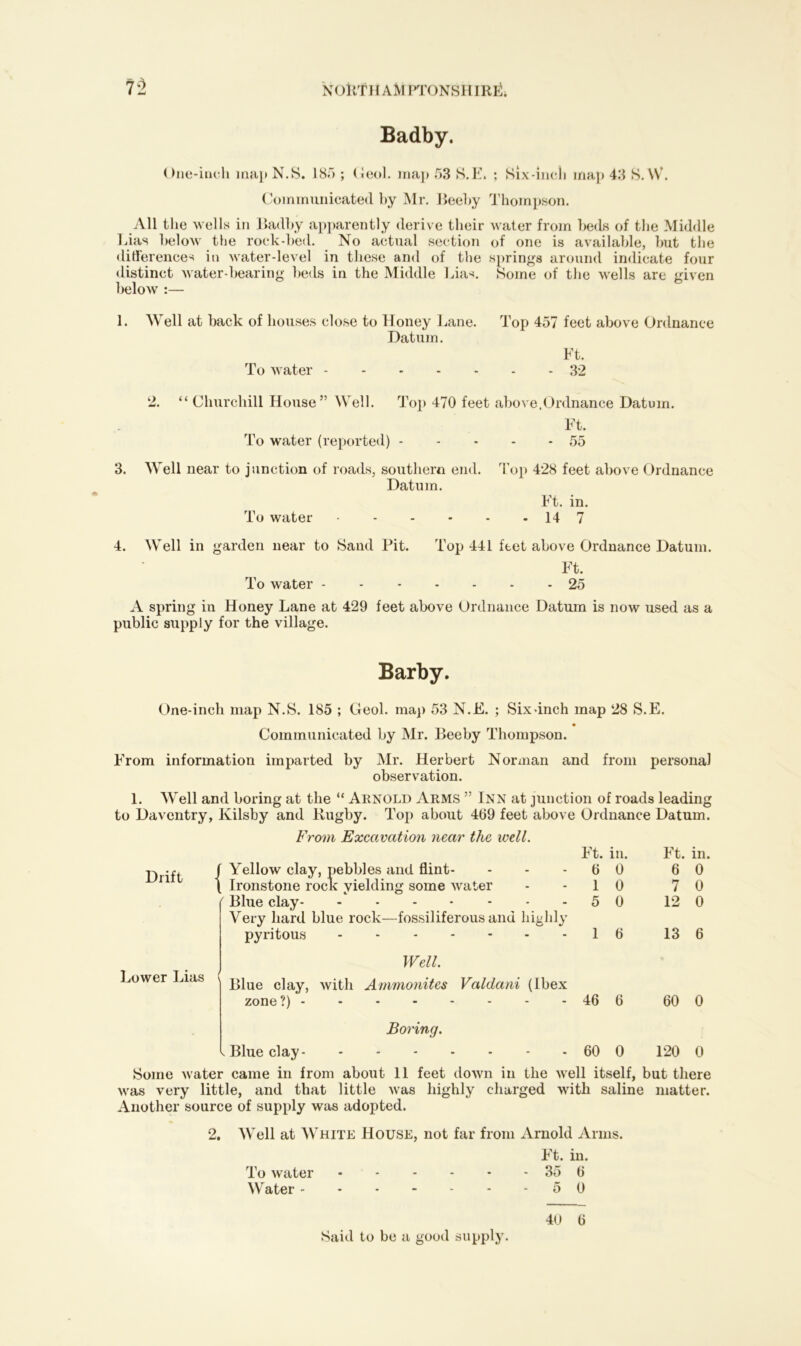 72 NORTHAMPTONSHIRE.
Badby.
One-inch map N.S. 185 ; Geol. map 53 S.E. ; Six-inch map 43 S.W.
Communicated by Mr. Beeby Thompson.
All the wells in Badby apparently derive their water from beds of the Middle
Lias below the rock-bed. No actual section of one is available, but the
differences in water-level in these and of the springs around indicate four
distinct water-bearing beds in the Middle Lias. Some of the wells are given
below :—
1. Well at back of houses close to Honey Lane. Top 457 feet above Ordnance
Datum.
Ft.
To water - - - - - - - 32
2. “Churchill House” Well. Top 470 feet above Ordnance Datum.
Ft.
To water (reported) - - - - - 55
3. Well near to junction of roads, southern end. Top 428 feet above Ordnance
Datum.
Ft. in.
To water - - - - - - 14 7
4. Well in garden near to Sand Pit. Top 441 feet above Ordnance Datum.
Ft.
To water - - - - - - - 25
A spring in Honey Lane at 429 feet above Ordnance Datum is now used as a
public supply for the village.
Barby.
One-inch map N.S. 185 ; Geol. map 53 N.E. ; Six-inch map 28 S.E.
Communicated by Mr. Beeby Thompson.
From information imparted by Mr. Herbert Norman and from personal
observation.
1. Well and boring at the “ ARNOLD ARMS ” INN at junction of roads leading
to Daventry, Kilsby and Rugby. Top about 469 feet above Ordnance Datum.
From Excavation near the well.
Ft. in. Ft. in.
Drift { Yellow clay, pebbles and flint- - - - 6 0 6 0
Ironstone rock yielding some water - - 1 0 7 0
Blue clay- - - - - - - 5 0 12 0
Very hard blue rock—fossiliferous and highly
pyritous - - - - - - - 1 6 13 6
Well.
Lower Lias { Blue clay, with Ammonites Valdani (Ibex
zone?) - - - - - - - - 46 6 60 0
Boring.
Blue clay- - - - - - - - 60 0 120 0
Some water came in from about 11 feet down in the well itself, but there
was very little, and that little was highly charged with saline matter.
Another source of supply was adopted.
2. Well at WHITE HOUSE, not far from Arnold Arms.
Ft. in.
To water - - - - - - 35 6
Water - - - - - - - - 5 0
40 6
Said to be a good supply.